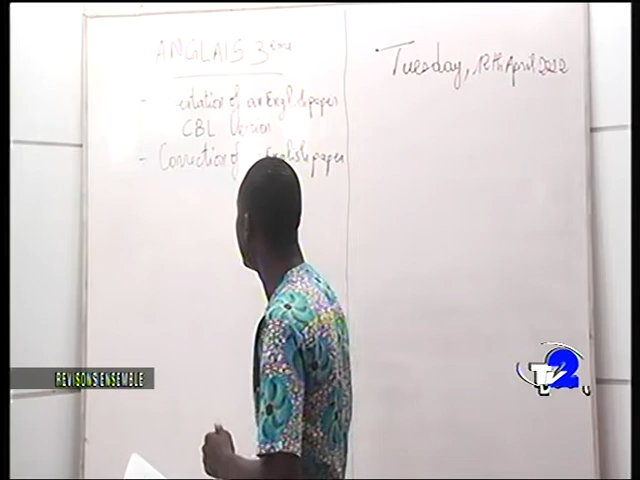 ANGLAIS 3ème
Tuesday, 12th April 2022
- entation of an English paper
CBL Version
- Correction of English paper
REVISONS ENSEMBLE
2